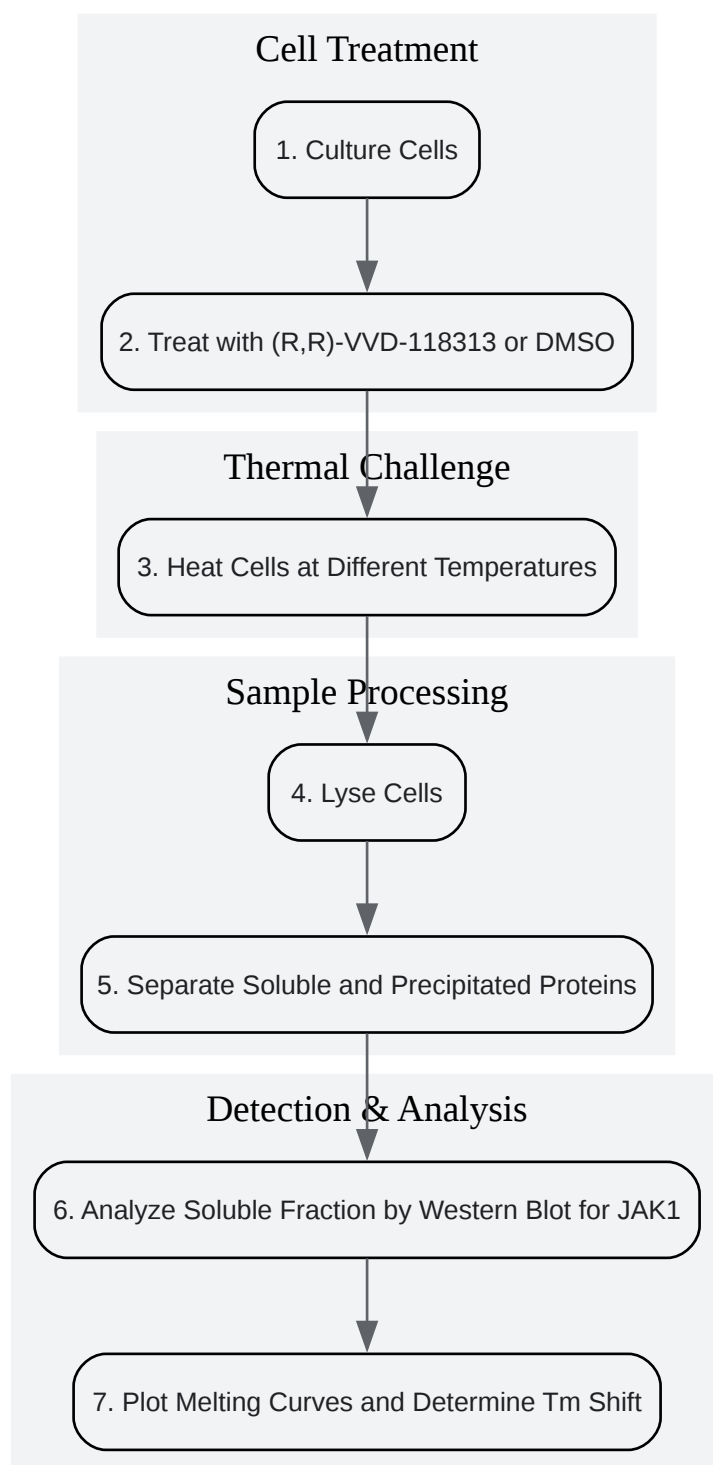 Cell Treatment
1. Culture Cells
2. Treat with (R,R)-VVD-118313 or DMSO
Thermal Challenge
3. Heat Cells at Different Temperatures
Sample Processing
4. Lyse Cells
5. Separate Soluble and Precipitated Proteins
Detection & Analysis
6. Analyze Soluble Fraction by Western Blot for JAK1
7. Plot Melting Curves and Determine Tm Shift